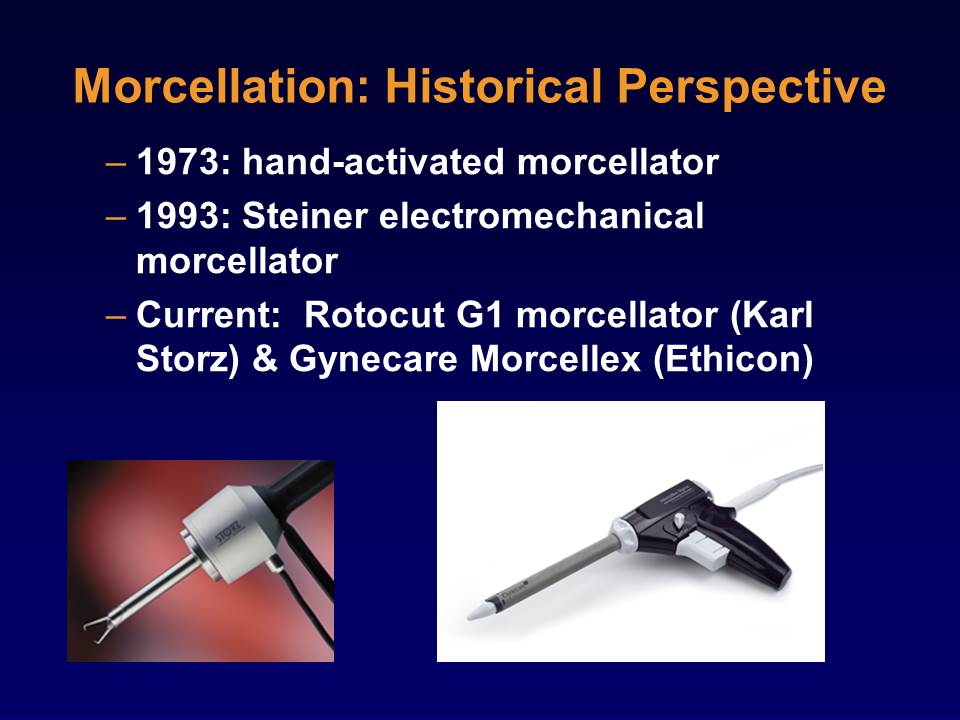 Morcellation: Historical Perspective
– 1973: hand-activated morcellator
– 1993: Steiner electromechanical
morcellator
– Current: Rotocut G1 morcellator (Karl
Storz) & Gynecare Morcellex (Ethicon)
STORZ